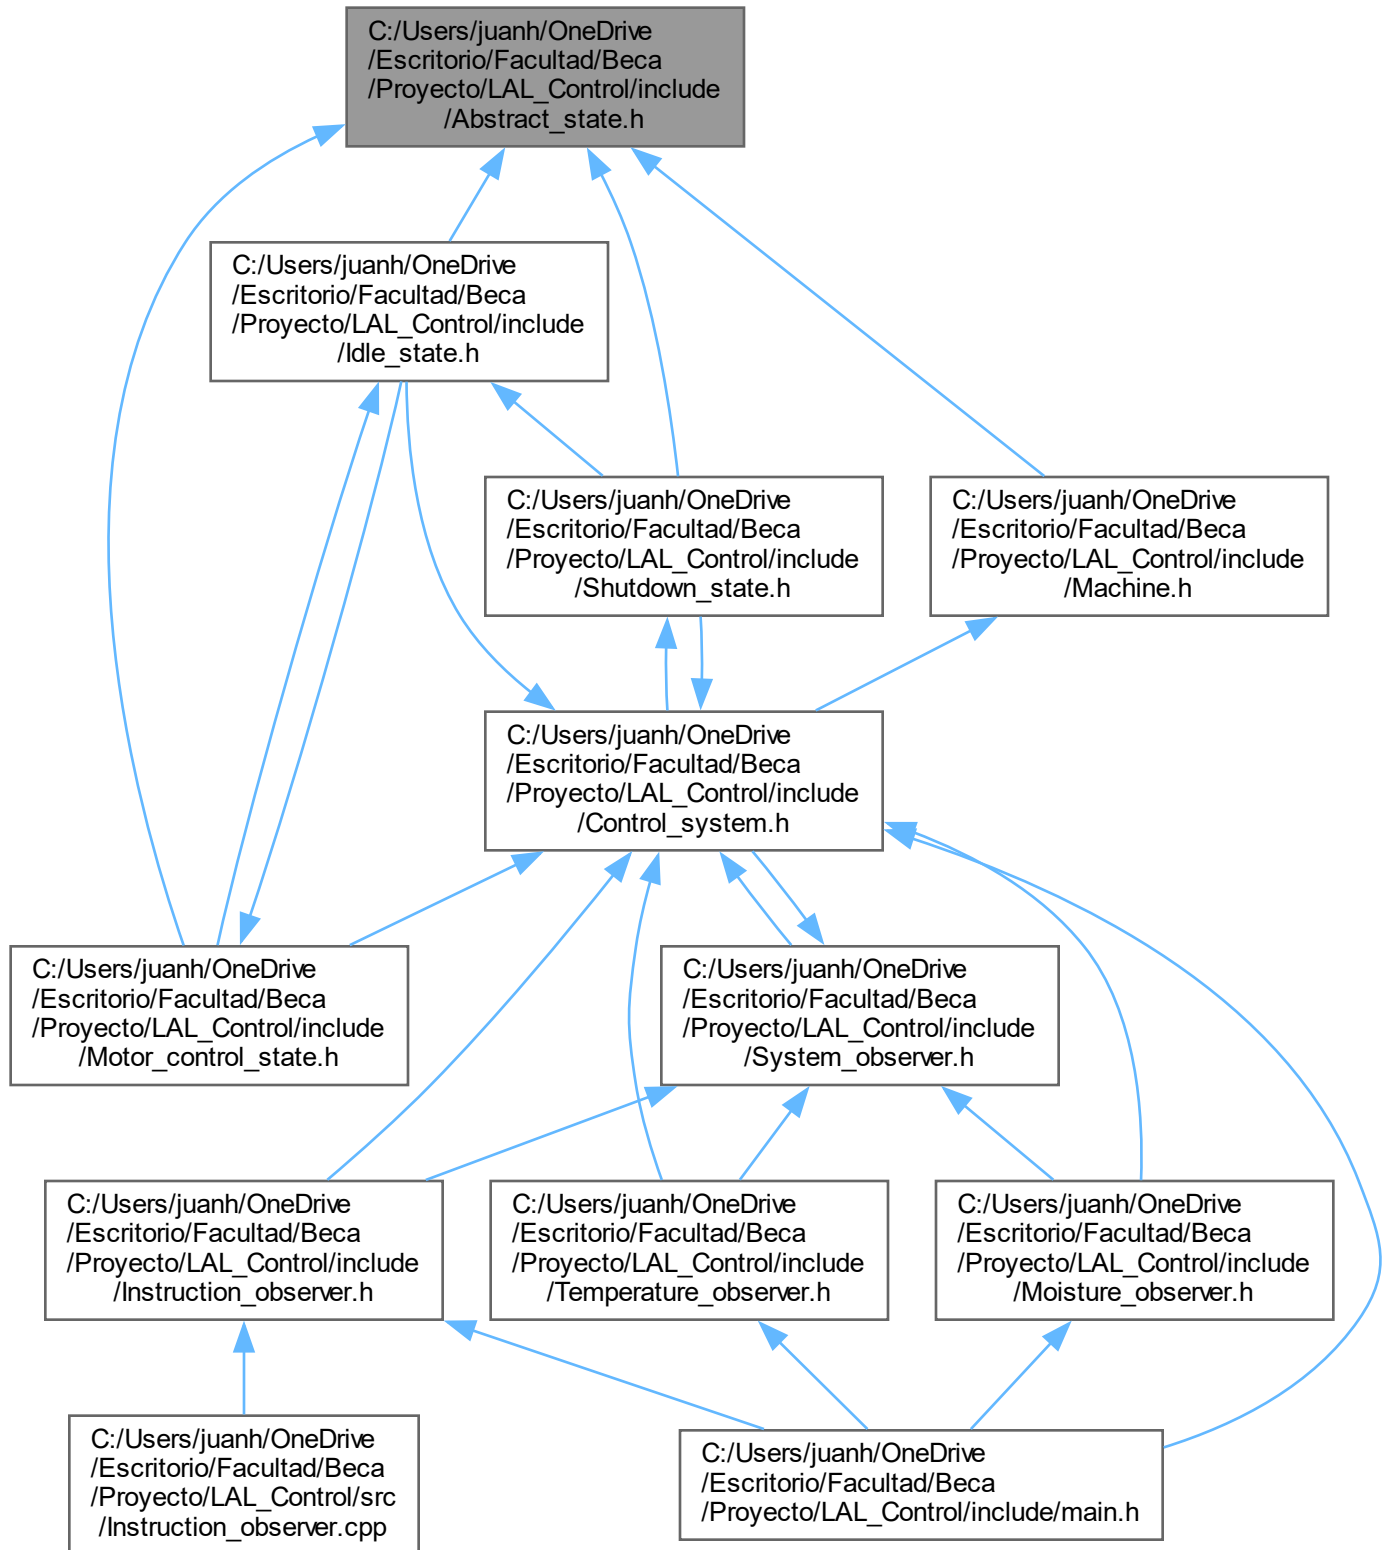 C:/Users/juanh/OneDrive
/Escritorio/Facultad/Beca
/Proyecto/LAL_Control/include
/Abstract_state.h
C:/Users/juanh/OneDrive
/Escritorio/Facultad/Beca
/Proyecto/LAL_Control/include
/Idle_state.h
C:/Users/juanh/OneDrive
/Escritorio/Facultad/Beca
/Proyecto/LAL_Control/include
/Shutdown_state.h
C:/Users/juanh/OneDrive
/Escritorio/Facultad/Beca
/Proyecto/LAL_Control/include
/Machine.h
C:/Users/juanh/OneDrive
/Escritorio/Facultad/Beca
/Proyecto/LAL_Control/include
/Control_system.h
C:/Users/juanh/OneDrive
/Escritorio/Facultad/Beca
/Proyecto/LAL_Control/include
/Motor_control_state.h
C:/Users/juanh/OneDrive
/Escritorio/Facultad/Beca
/Proyecto/LAL_Control/include
/System_observer.h
C:/Users/juanh/OneDrive
/Escritorio/Facultad/Beca
/Proyecto/LAL_Control/include
/Instruction_observer.h
C:/Users/juanh/OneDrive
/Escritorio/Facultad/Beca
/Proyecto/LAL_Control/include
/Temperature_observer.h
C:/Users/juanh/OneDrive
/Escritorio/Facultad/Beca
/Proyecto/LAL_Control/include
/Moisture_observer.h
C:/Users/juanh/OneDrive
/Escritorio/Facultad/Beca
/Proyecto/LAL_Control/src
/Instruction_observer.cpp
C:/Users/juanh/OneDrive
/Escritorio/Facultad/Beca
/Proyecto/LAL_Control/include/main.h